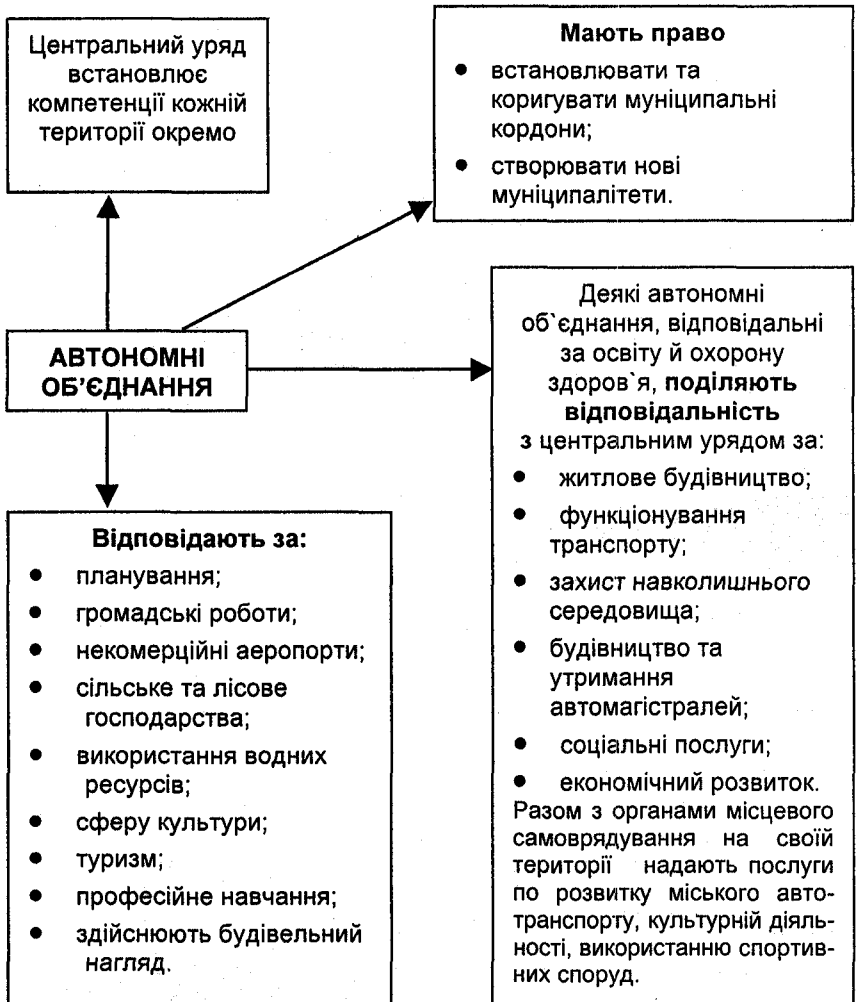 Центральний уряд
встановлює
компетенції кожній
території окремо
Мають право
• встановлювати та
коригувати муніципальні
кордони;
• створювати нові
муніципалітети.
АВТОНОМНІ
ОБ'ЄДНАННЯ
Деякі автономні
об`єднання, відповідальні
за освіту й охорону
здоров`я, поділяють
відповідальність
з центральним урядом за:
• житлове будівництво;
• функціонування
транспорту;
• захист навколишнього
середовища;
• будівництво та
утримання
автомагістралей;
• соціальні послуги;
• економічний розвиток.
Разом з органами місцевого
самоврядування на своїй
території надають послуги
по розвитку міського авто-
транспорту, культурній діяль-
ності, використанню спортив-
них споруд.
Відповідають за:
• планування;
• громадські роботи;
• некомерційні аеропорти;
• сільське та лісове
господарства;
• використання водних
ресурсів;
• сферу культури;
• туризм;
• професійне навчання;
• здійснюють будівельний
нагляд.